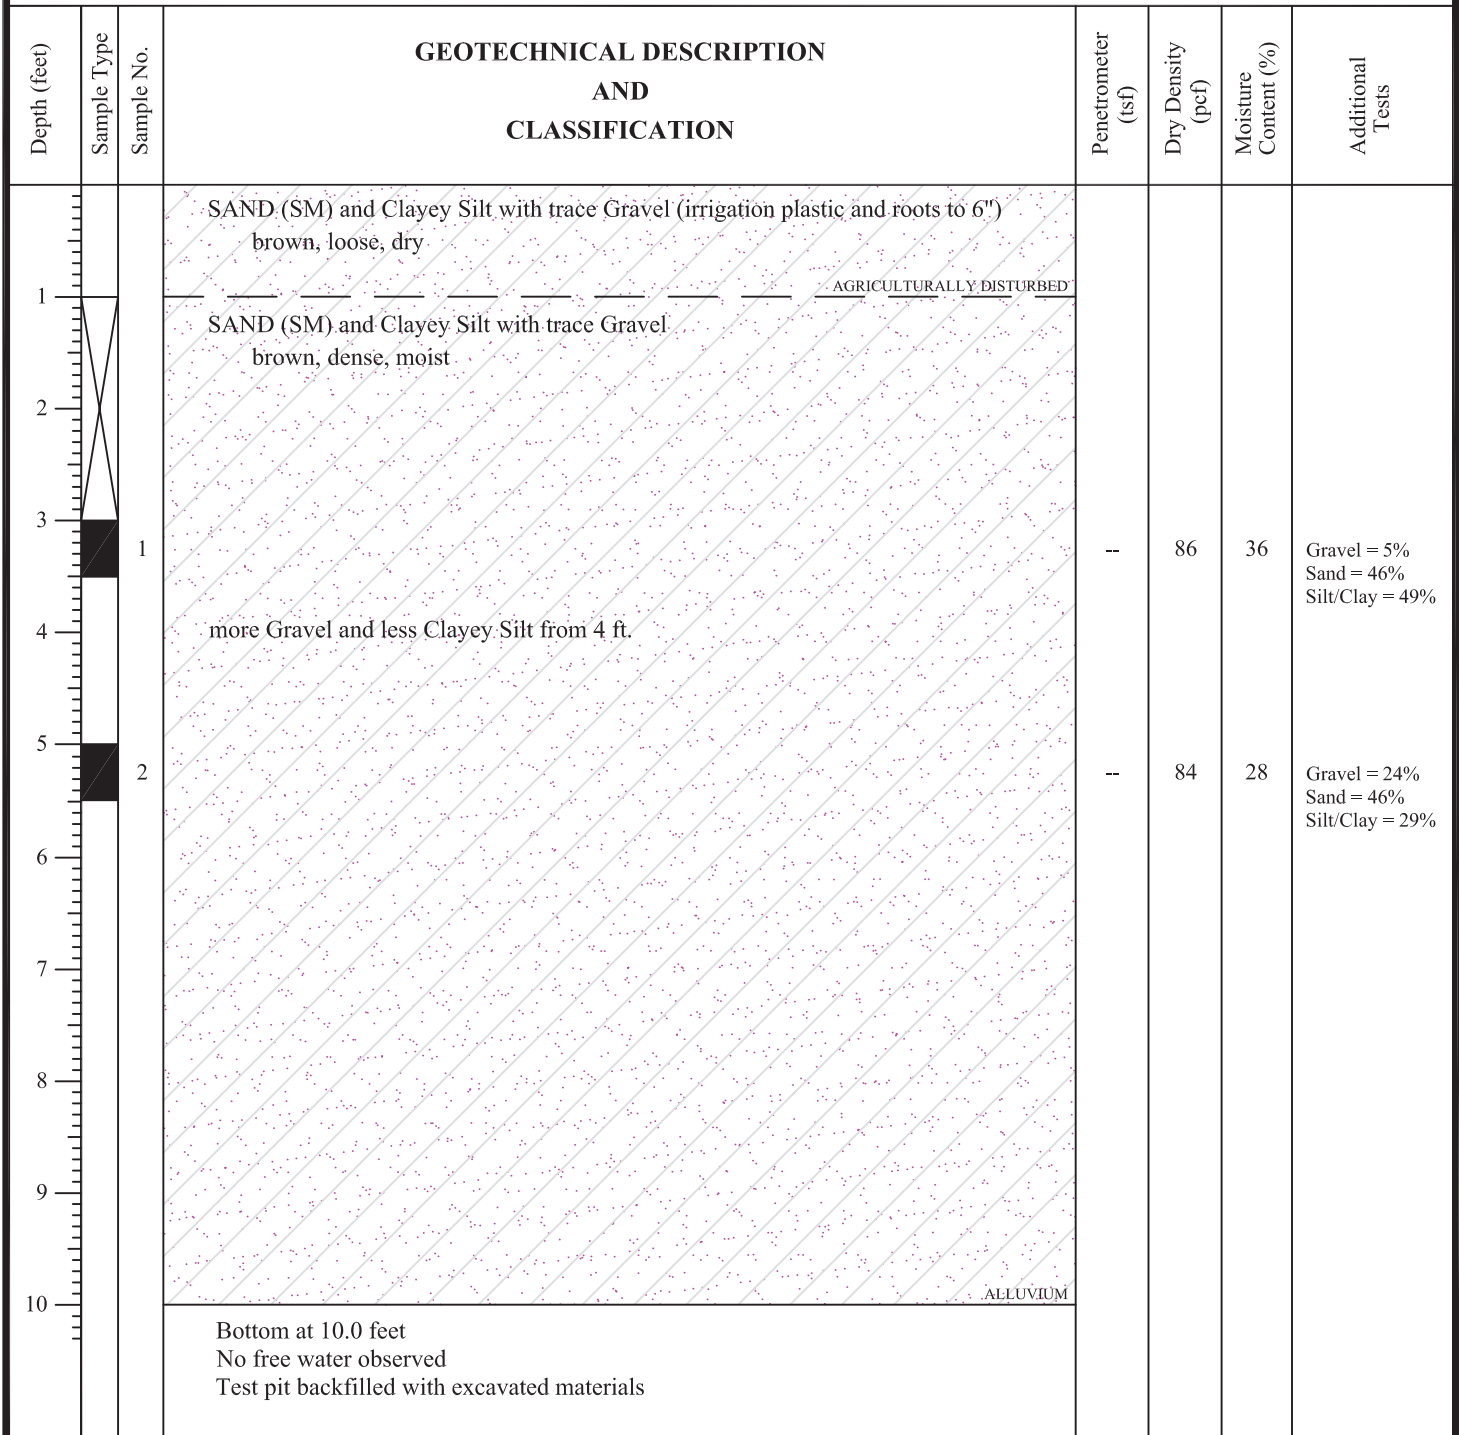 Depth (feet)
Sample Type
Sample No.
GEOTECHNICAL DESCRIPTION
AND
CLASSIFICATION
Penetrometer
(tsf)
Dry Density
(pcf)
Moisture
Content (%)
Additional
Tests
SAND (SM) and Clayey Silt with trace Gravel (irrigation plastic and roots to 6")
brown, loose, dry
AGRICULTURALLY DISTURBED
1
SAND (SM) and Clayey Silt with trace Gravel
brown, dense, moist
2
3
1 -- 86 36 Gravel = 5%
Sand = 46%
Silt/Clay = 49%
4 more Gravel and less Clayey Silt from 4 ft.
5
2 -- 84 28 Gravel = 24%
Sand = 46%
Silt/Clay = 29%
6
7
8
9
ALLUVIUM
10
Bottom at 10.0 feet
No free water observed
Test pit backfilled with excavated materials